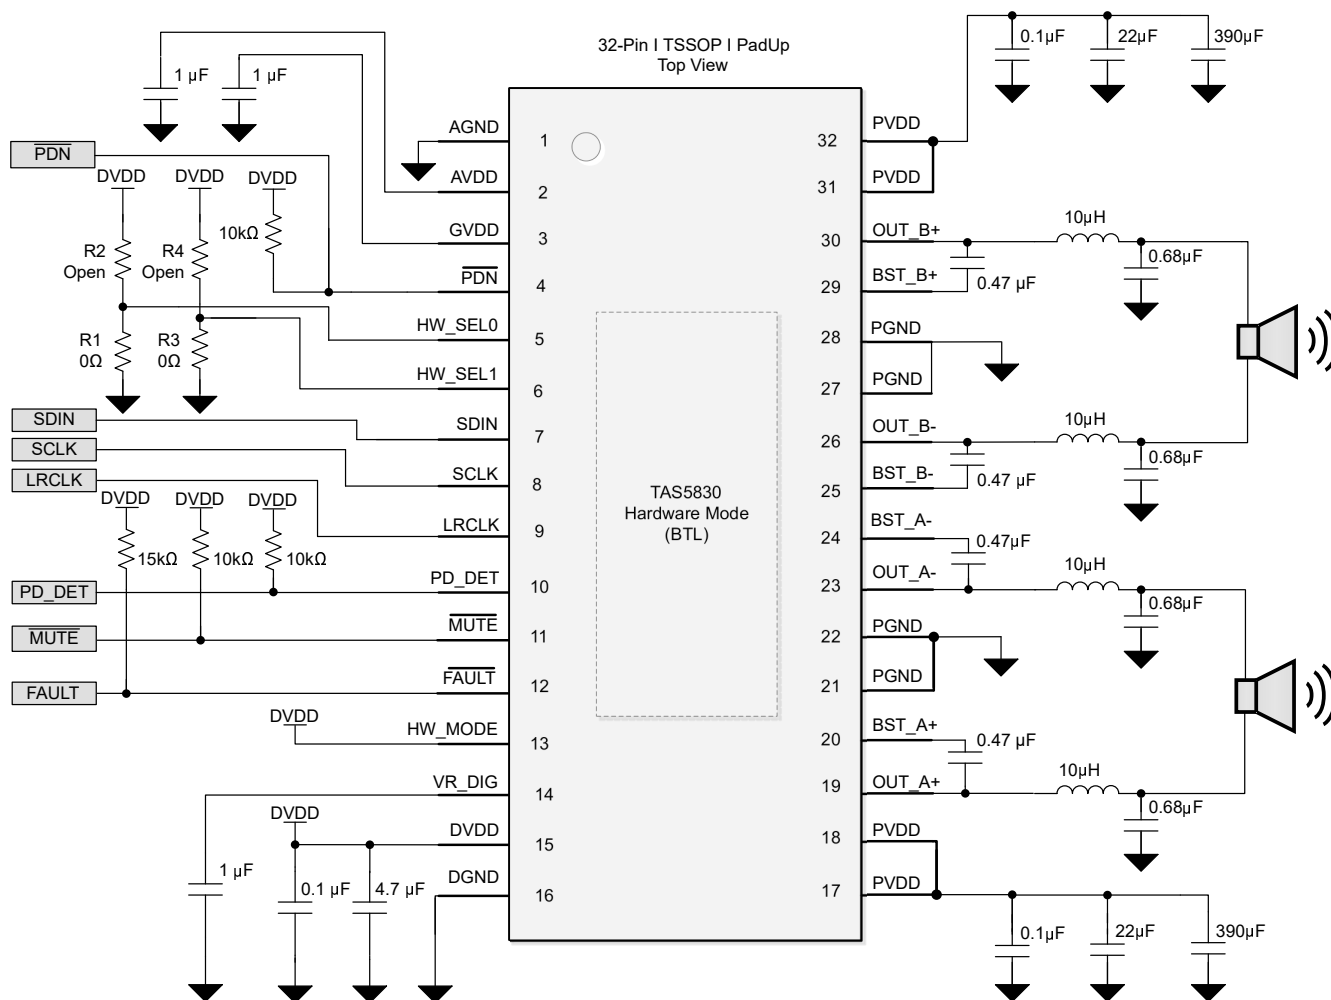 32-Pin I TSSOP I PadUp
Top View
1 µF
1 µF
0.1µF
22µF
390µF
PDN
DVDD
DVDD
DVDD
R2
Open
R4
Open
10kΩ
R1
0Ω
R3
0Ω
SDIN
SCLK
LRCLK
DVDD
DVDD
DVDD
15kΩ
10kΩ
10kΩ
PD_DET
MUTE
FAULT
DVDD
DVDD
1 µF
0.1 µF
4.7 µF
AGND
AVDD
GVDD
PDN
HW_SEL0
HW_SEL1
SDIN
SCLK
LRCLK
PD_DET
MUTE
FAULT
HW_MODE
VR_DIG
DVDD
DGND
1
2
3
4
5
6
7
8
9
10
11
12
13
14
15
16
TAS5830
Hardware Mode
(BTL)
32
31
30
29
28
27
26
25
24
23
22
21
20
19
18
17
PVDD
PVDD
OUT_B+
BST_B+
PGND
PGND
OUT_B-
BST_B-
BST_A-
OUT_A-
PGND
PGND
BST_A+
OUT_A+
PVDD
PVDD
10µH
0.68µF
0.47 µF
10µH
0.68µF
0.47 µF
0.47µF
10µH
0.68µF
0.47 µF
10µH
0.68µF
0.1µF
22µF
390µF